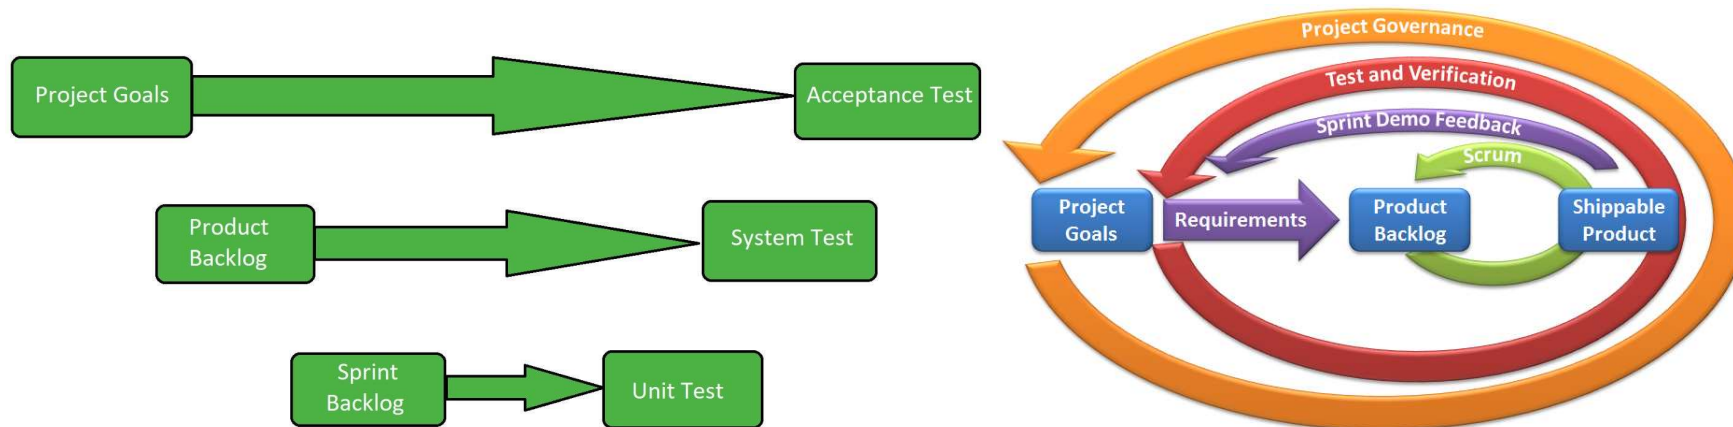 Project Goals
Acceptance Test
Product
Backlog
System Test
Sprint
Backlog
Unit Test
Project Governance
Test and Verification
Sprint Demo Feedback
Scrum
Project
Goals
Requirements
Product
Backlog
Shippable
Product